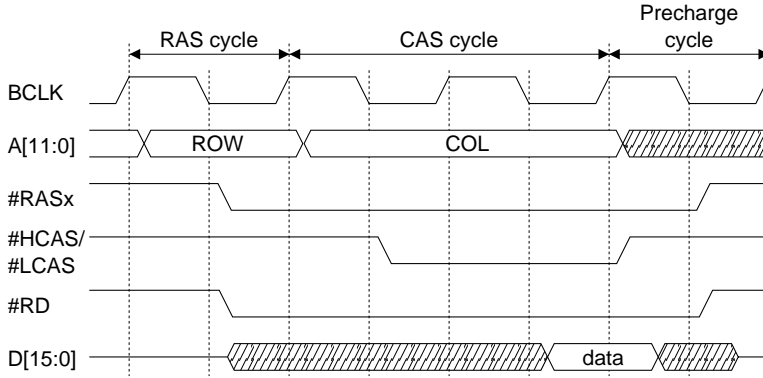 Precharge
RAS cycle
CAS cycle
cycle
BCLK
A[11:0]
ROW
COL
#RASx
#HCAS/
#LCAS
#RD
D[15:0]
data